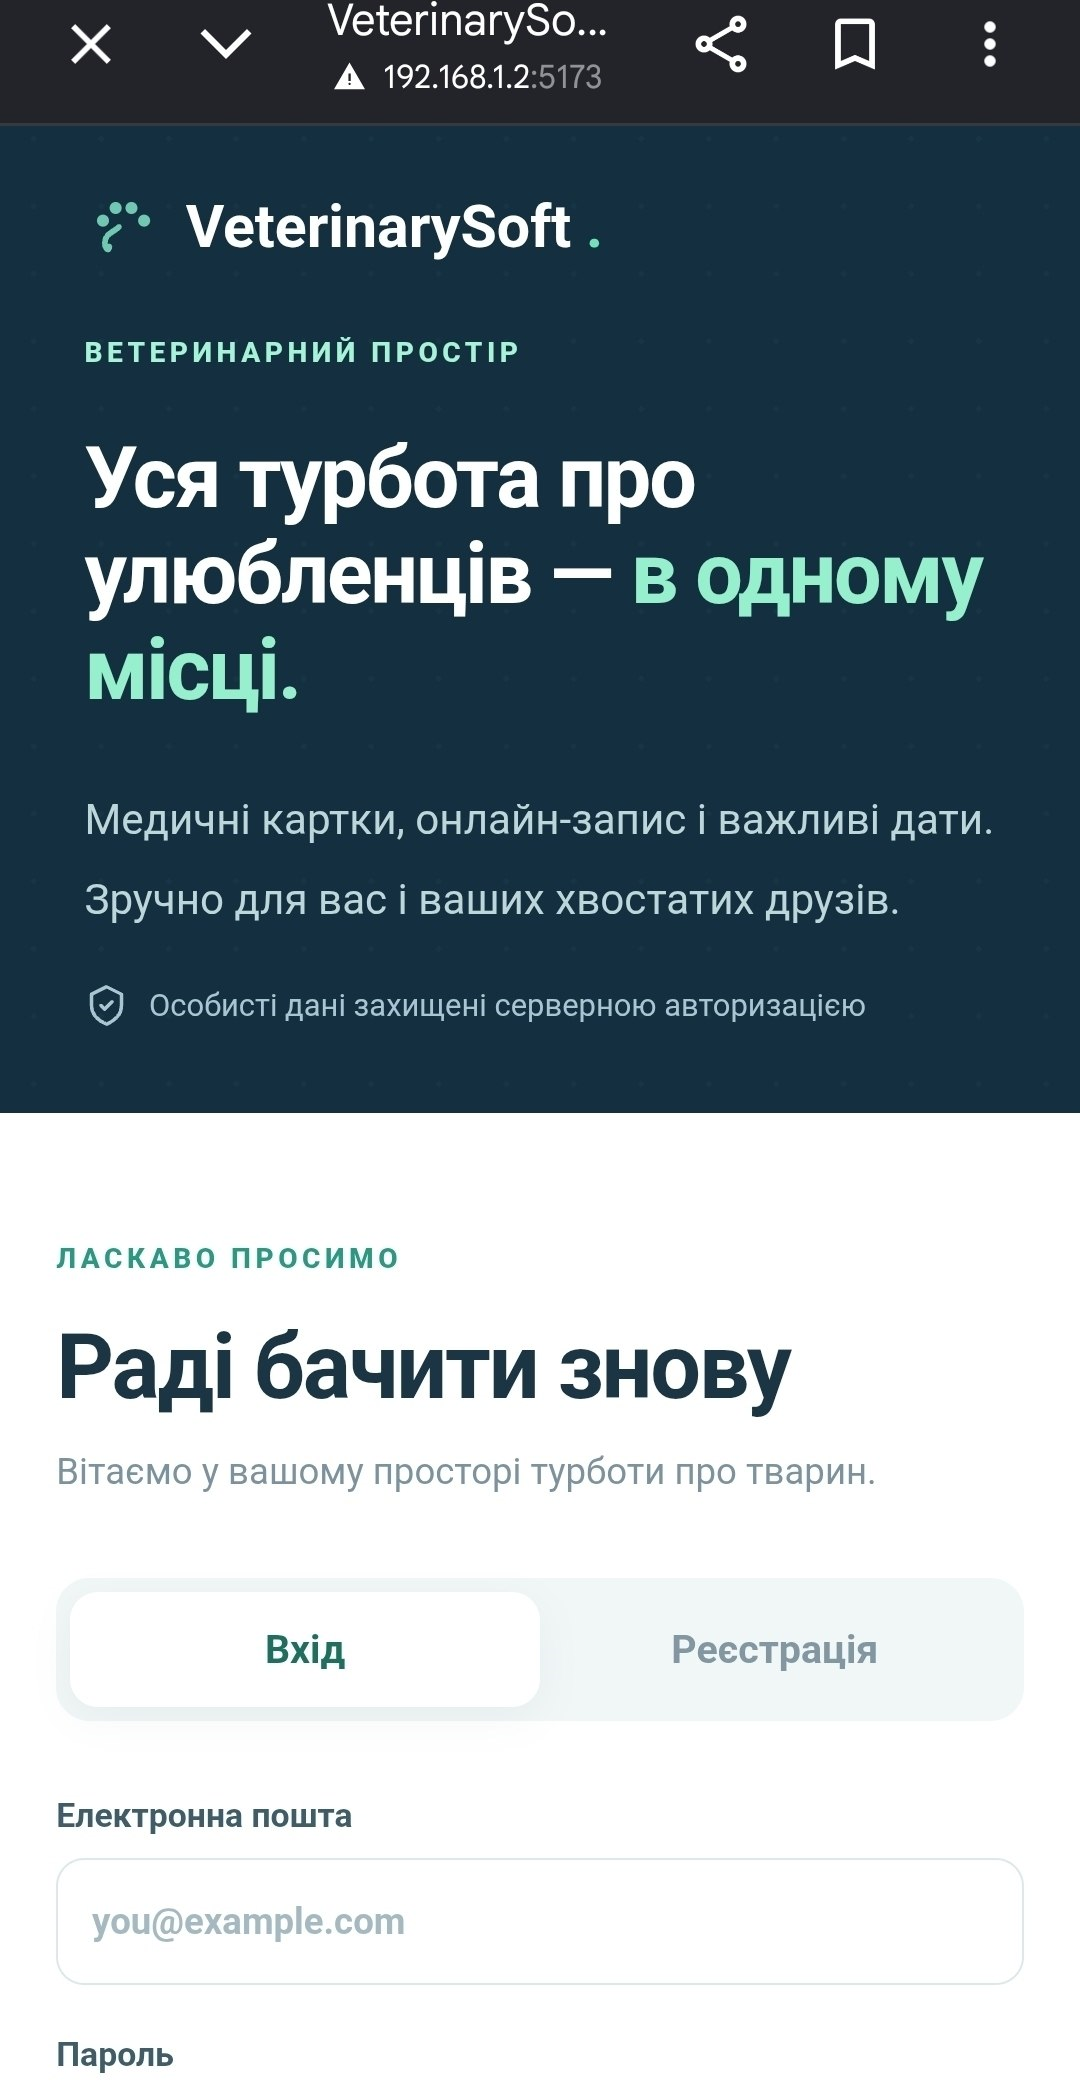 VeterinarySo...
192.168.1.2:5173
VeterinarySoft .
ВЕТЕРИНАРНИЙ ПРОСТІР
Уся турбота про
улюбленців — в одному
місці.
Медичні картки, онлайн-запис і важливі дати.
Зручно для вас і ваших хвостатих друзів.
Особисті дані захищені серверною авторизацією
ЛАСКАВО ПРОСИМО
Раді бачити знову
Вітаємо у вашому просторі турботи про тварин.
Вхід
Реєстрація
Електронна пошта
you@example.com
Пароль